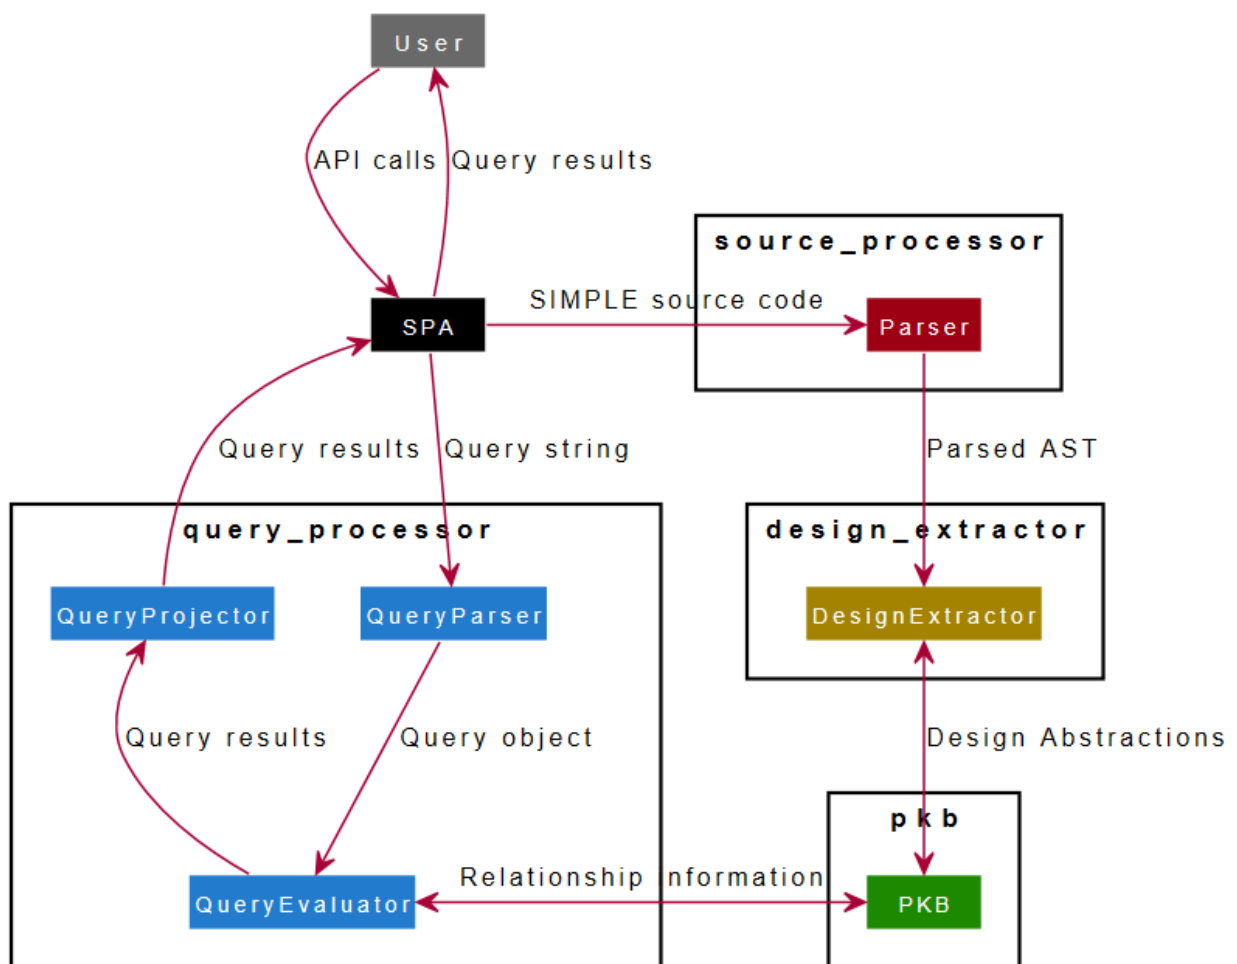 User
API calls
Query results
source_processor
SIMPLE source code
SPA
Parser
Query results
Query string
Parsed AST
query_processor
design_extractor
QueryProjector
QueryParser
DesignExtractor
Query results
Query object
Design Abstractions
pkb
Relationship information
QueryEvaluator
PKB